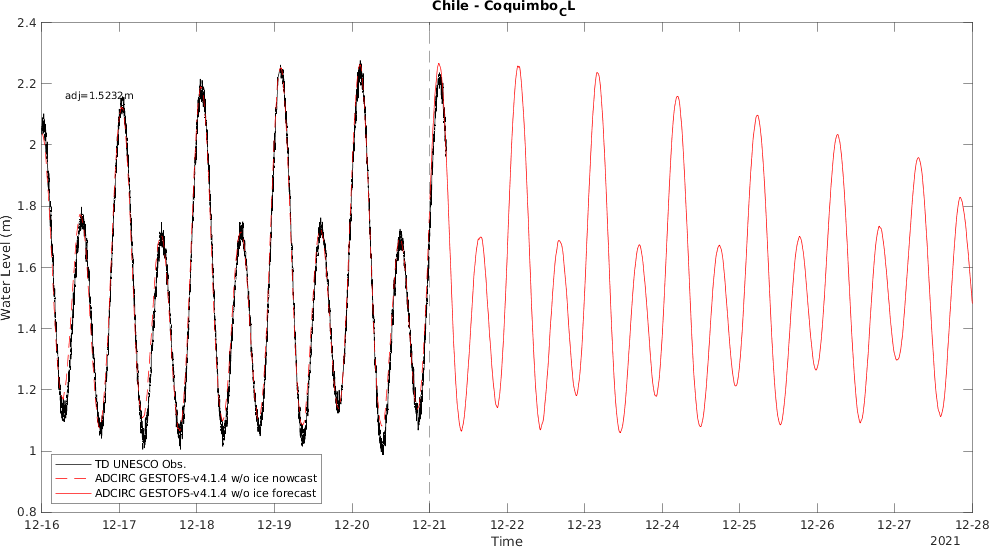 Chile - Coquimbo_CL
2.4
2.2
2
1.8
1.6
1.4
1.2
1
0.8
Water Level (m)
adj=1.5232m
TD UNESCO Obs.
ADCIRC GESTOFS-v4.1.4 w/o ice nowcast
ADCIRC GESTOFS-v4.1.4 w/o ice forecast
12-16 12-17 12-18 12-19 12-20 12-21 12-22 12-23 12-24 12-25 12-26 12-27 12-28
Time
2021